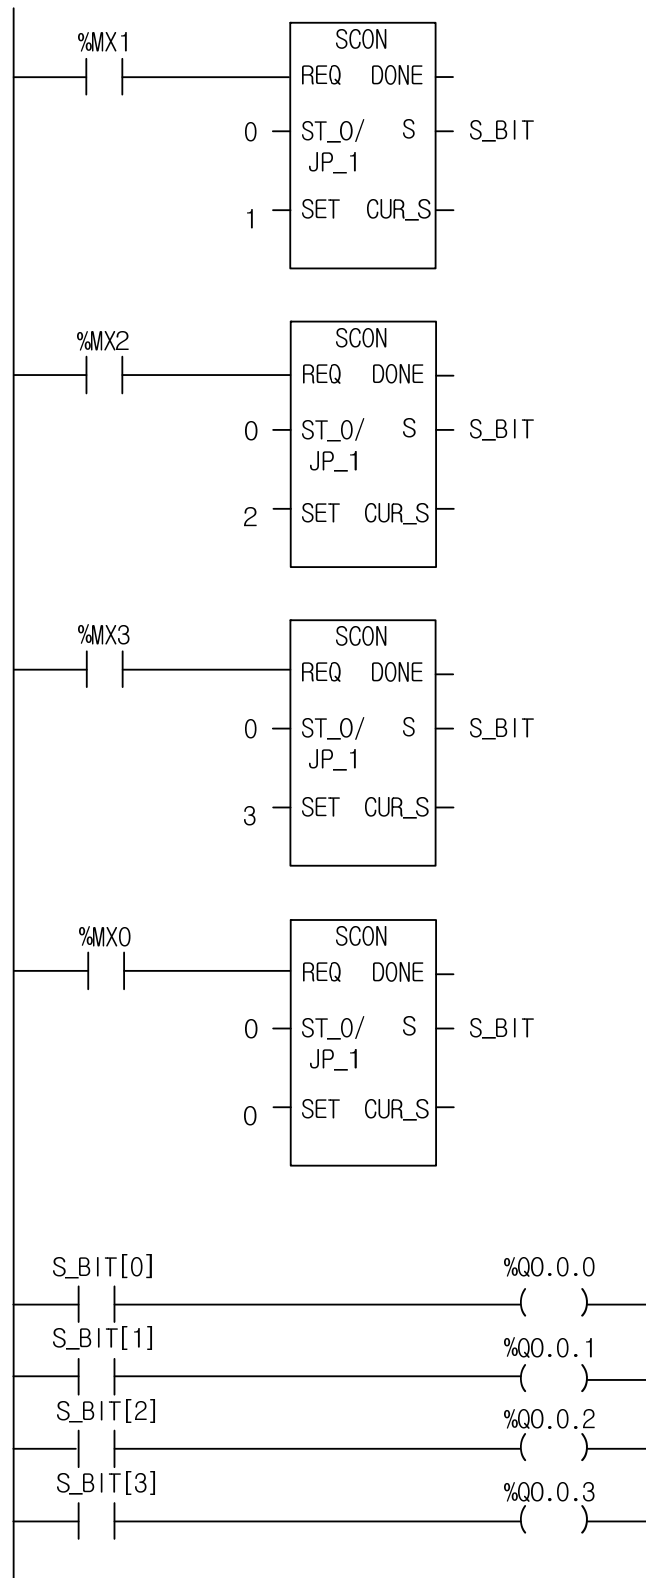 %MX1
SCON
REQ DONE
0 ST_0/ S S_BIT
JP_1
1 SET CUR_S
%MX2
SCON
REQ DONE
0 ST_0/ S S_BIT
JP_1
2 SET CUR_S
%MX3
SCON
REQ DONE
0 ST_0/ S S_BIT
JP_1
3 SET CUR_S
%MX0
SCON
REQ DONE
0 ST_0/ S S_BIT
JP_1
0 SET CUR_S
S_BIT[0] %Q0.0.0
S_BIT[1] %Q0.0.1
S_BIT[2] %Q0.0.2
S_BIT[3] %Q0.0.3